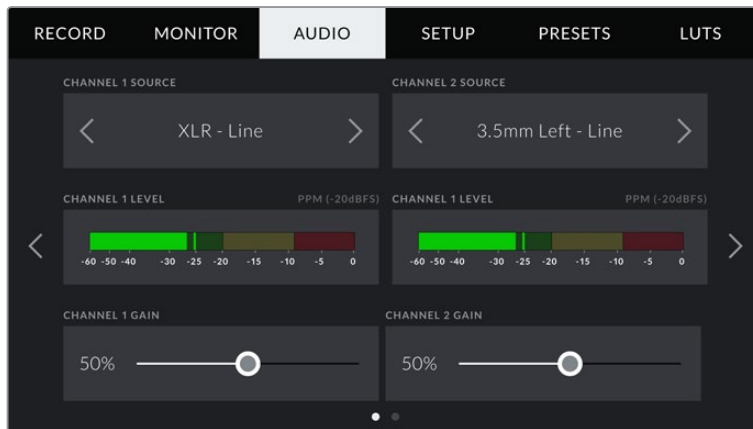 RECORD MONITOR AUDIO SETUP PRESETS LUTS
CHANNEL 1 SOURCE CHANNEL 2 SOURCE
XLR - Line 3.5mm Left - Line
CHANNEL 1 LEVEL PPM (-20dBFS) CHANNEL 1 LEVEL PPM (-20dBFS)
-60 -50 -40 -30 -25 -20 -15 -10 -5 0 -60 -50 -40 -30 -25 -20 -15 -10 -5 0
CHANNEL 1 GAIN CHANNEL 2 GAIN
50% 50%